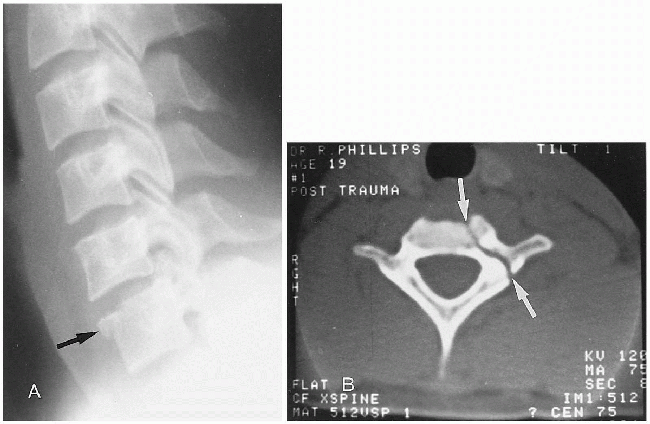 A
DR R.PHILLIPS
AGE 19
#1
POST TRAUMA
TILT 1
R
G
H
T
KV 120
MA 75
SEC 8
IM1:512
? CEN 75
FLAT B
CF XSPINE
MAT 512VSP 1